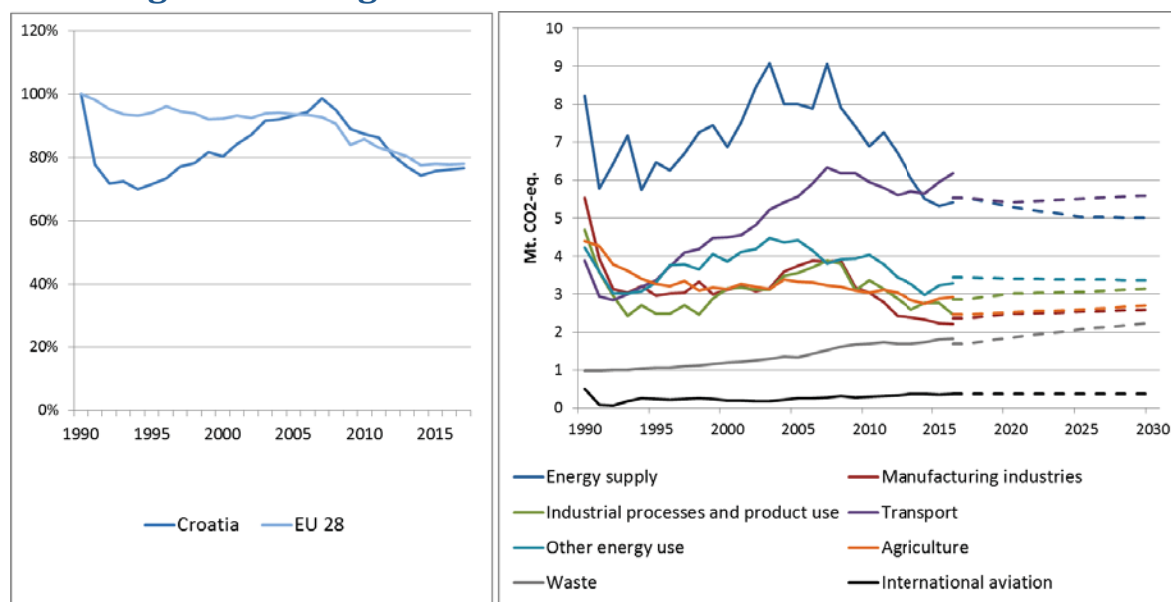 120%
100%
80%
60%
40%
20%
0%
1990 1995 2000 2005 2010 2015
Croatia EU 28
Mt. CO2-eq.
10
9
8
7
6
5
4
3
2
1
0
1990 1995 2000 2005 2010 2015 2020 2025 2030
Energy supply Manufacturing industries
Industrial processes and product use Transport
Other energy use Agriculture
Waste International aviation